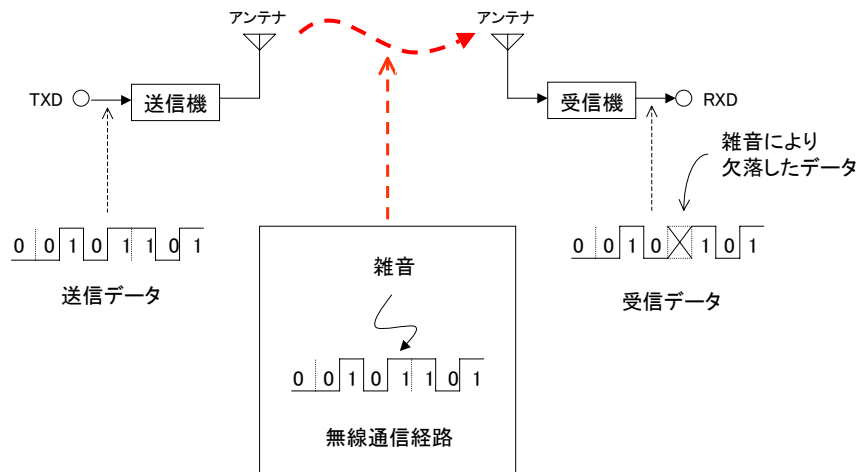 アンテナ
アンテナ
TXD
送信機
受信機
RXD
雑音により
欠落したデータ
0 0 1 0 1 1 0 1
送信データ
雑音
0 0 1 0 1 1 0 1
無線通信経路
0 0 1 0 1 0 1
受信データ